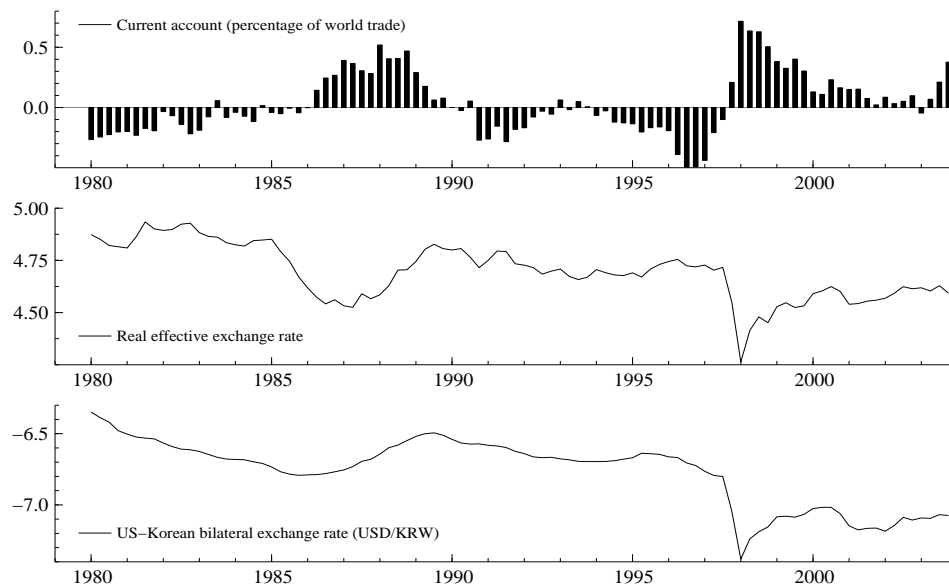 Current account (percentage of world trade)
0.5
0.0
1980 1985 1990 1995 2000
5.00
4.75
4.50
Real effective exchange rate
1980 1985 1990 1995 2000
−6.5
−7.0
US−Korean bilateral exchange rate (USD/KRW)
1980 1985 1990 1995 2000